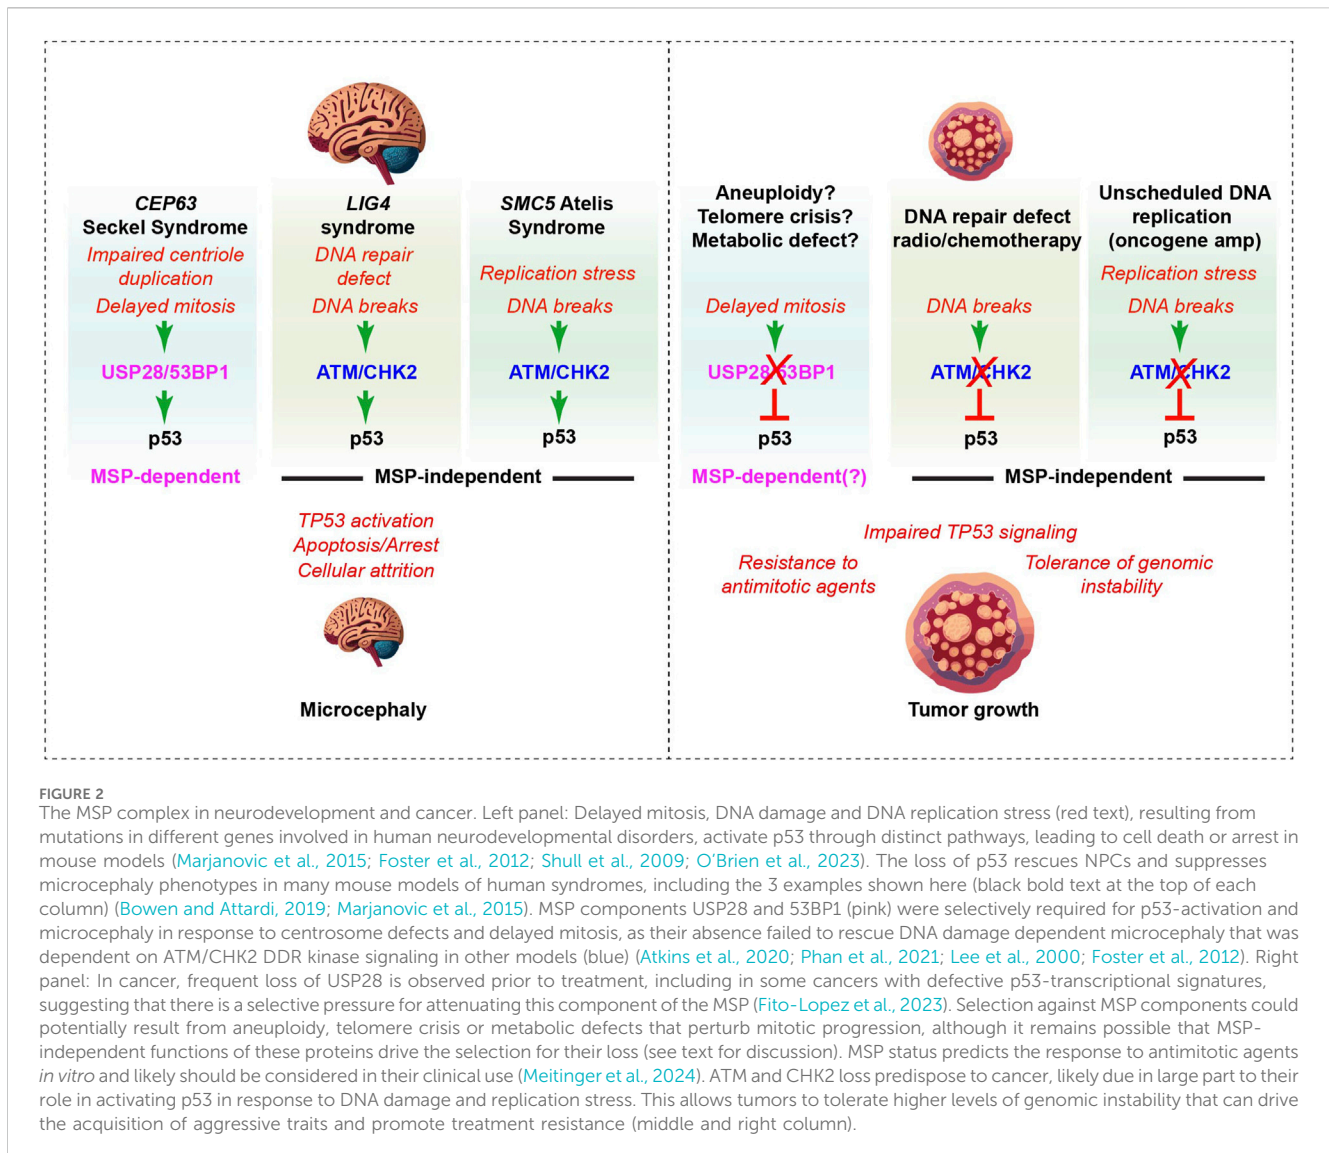 CEP63
Seckel Syndrome
Impaired centriole
duplication
Delayed mitosis
USP28/53BP1
p53
MSP-dependent
LIG4
syndrome
DNA repair
defect
DNA breaks
ATM/CHK2
p53
SMC5 Atelis
Syndrome
Replication stress
DNA breaks
ATM/CHK2
p53
MSP-independent
TP53 activation
Apoptosis/Arrest
Cellular attrition
Microcephaly
Aneuploidy?
Telomere crisis?
Metabolic defect?
Delayed mitosis
USP28/53BP1
p53
MSP-dependent(?)
DNA repair defect
radio/chemotherapy
DNA breaks
ATM/CHK2
p53
Unscheduled DNA
replication
(oncogene amp)
Replication stress
DNA breaks
ATM/CHK2
p53
MSP-independent
Impaired TP53 signaling
Resistance to
antimitotic agents
Tolerance of genomic
instability
Tumor growth
FIGURE 2
The MSP complex in neurodevelopment and cancer. Left panel: Delayed mitosis, DNA damage and DNA replication stress (red text), resulting from
mutations in different genes involved in human neurodevelopmental disorders, activate p53 through distinct pathways, leading to cell death or arrest in
mouse models (Marjanovic et al., 2015; Foster et al., 2012; Shull et al., 2009; O'Brien et al., 2023). The loss of p53 rescues NPCs and suppresses
microcephaly phenotypes in many mouse models of human syndromes, including the 3 examples shown here (black bold text at the top of each
column) (Bowen and Attardi, 2019; Marjanovic et al., 2015). MSP components USP28 and 53BP1 (pink) were selectively required for p53-activation and
microcephaly in response to centrosome defects and delayed mitosis, as their absence failed to rescue DNA damage dependent microcephaly that was
dependent on ATM/CHK2 DDR kinase signaling in other models (blue) (Atkins et al., 2020; Phan et al., 2021; Lee et al., 2000; Foster et al., 2012). Right
panel: In cancer, frequent loss of USP28 is observed prior to treatment, including in some cancers with defective p53-transcriptional signatures,
suggesting that there is a selective pressure for attenuating this component of the MSP (Fito-Lopez et al., 2023). Selection against MSP components could
potentially result from aneuploidy, telomere crisis or metabolic defects that perturb mitotic progression, although it remains possible that MSP-
independent functions of these proteins drive the selection for their loss (see text for discussion). MSP status predicts the response to antimitotic agents
in vitro and likely should be considered in their clinical use (Meitinger et al., 2024). ATM and CHK2 loss predispose to cancer, likely due in large part to their
role in activating p53 in response to DNA damage and replication stress. This allows tumors to tolerate higher levels of genomic instability that can drive
the acquisition of aggressive traits and promote treatment resistance (middle and right column).